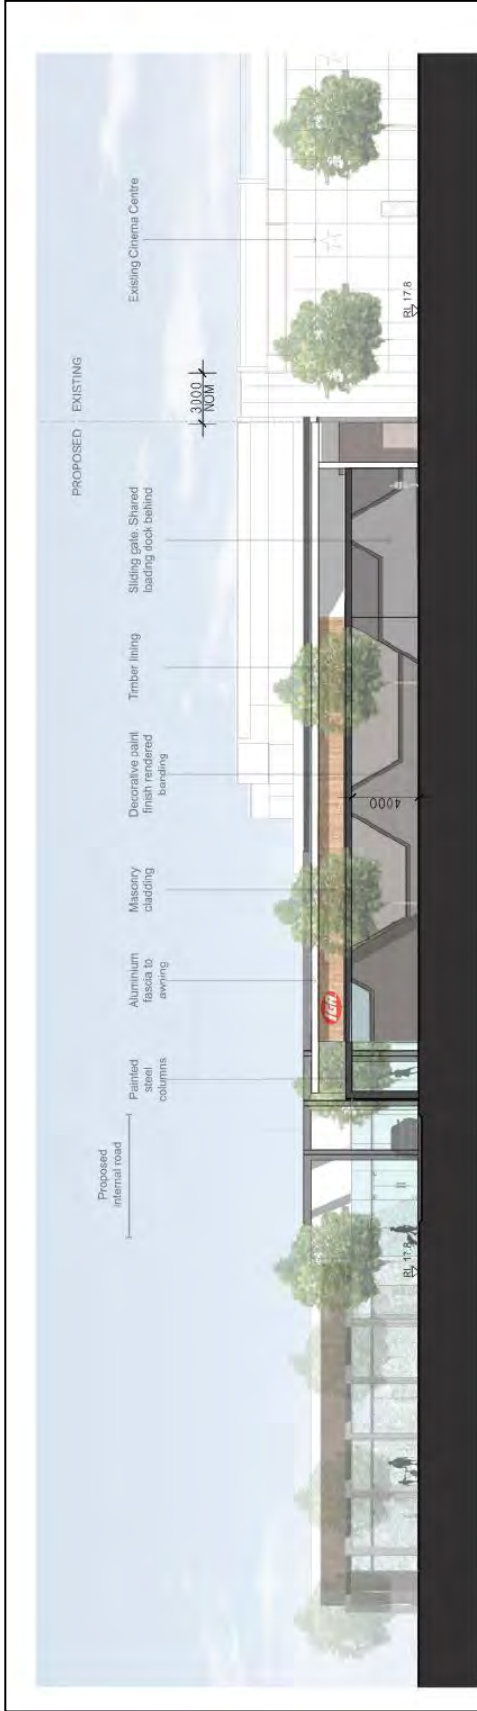 PROPOSED
EXISTING
3000
NOM
Proposed
internal road
Painted
steel
columns
Aluminium
fascia to
awning
Masonry
cladding
Decorative paint
finish rendered
banding
Timber lining
Sliding gate. Shared
loading dock behind
Existing Cinema Centre
IGA
4000
RL 17.8
RL 17.8